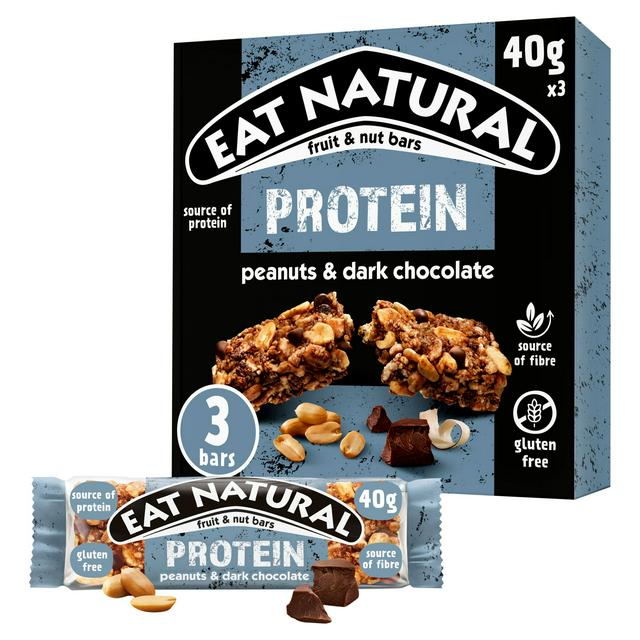 40g
x3
EAT NATURAL
fruit & nut bars
source of
protein
PROTEIN
peanuts & dark chocolate
source
of fibre
gluten
free
3
bars
source of
protein
EAT NATURAL
40g
fruit & nut bars
gluten
free
PROTEIN
source
of fibre
peanuts & dark chocolate